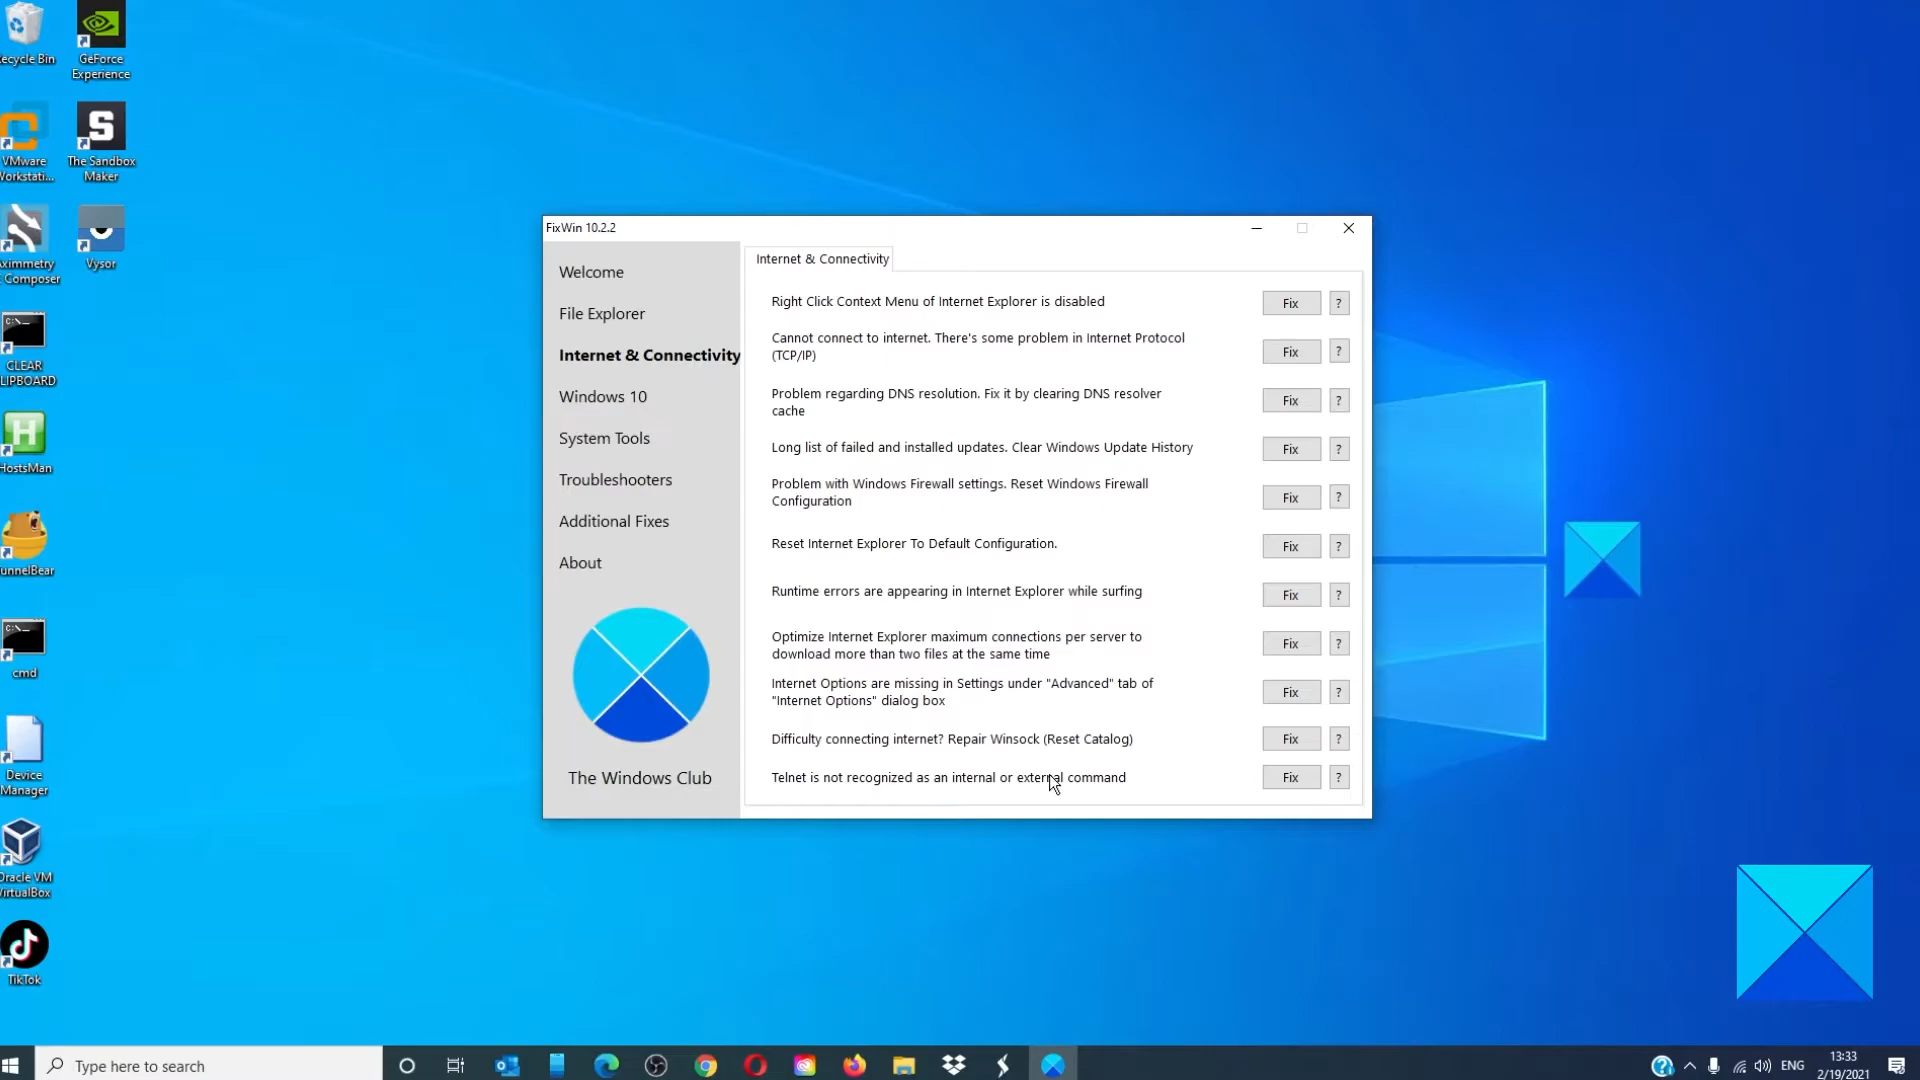 ecycle Bin
GeForce
Experience
VMware
Workstati...
The Sandbox
Maker
Aximmetry
Composer
Vysor
CLEAR
LIPBOARD
HostsMan
unnelBear
cmd
Device
Manager
Oracle VM
VirtualBox
TikTok
FixWin 10.2.2
Welcome
File Explorer
Internet & Connectivity
Windows 10
System Tools
Troubleshooters
Additional Fixes
About
The Windows Club
Internet & Connectivity
Right Click Context Menu of Internet Explorer is disabled
Fix ?
Cannot connect to internet. There's some problem in Internet Protocol
(TCP/IP)
Fix ?
Problem regarding DNS resolution. Fix it by clearing DNS resolver
cache
Fix ?
Long list of failed and installed updates. Clear Windows Update History
Fix ?
Problem with Windows Firewall settings. Reset Windows Firewall
Configuration
Fix ?
Reset Internet Explorer To Default Configuration.
Fix ?
Runtime errors are appearing in Internet Explorer while surfing
Fix ?
Optimize Internet Explorer maximum connections per server to
download more than two files at the same time
Fix ?
Internet Options are missing in Settings under "Advanced" tab of
"Internet Options" dialog box
Fix ?
Difficulty connecting internet? Repair Winsock (Reset Catalog)
Fix ?
Telnet is not recognized as an internal or external command
Fix ?
Type here to search
ENG
13:33
2/19/2021